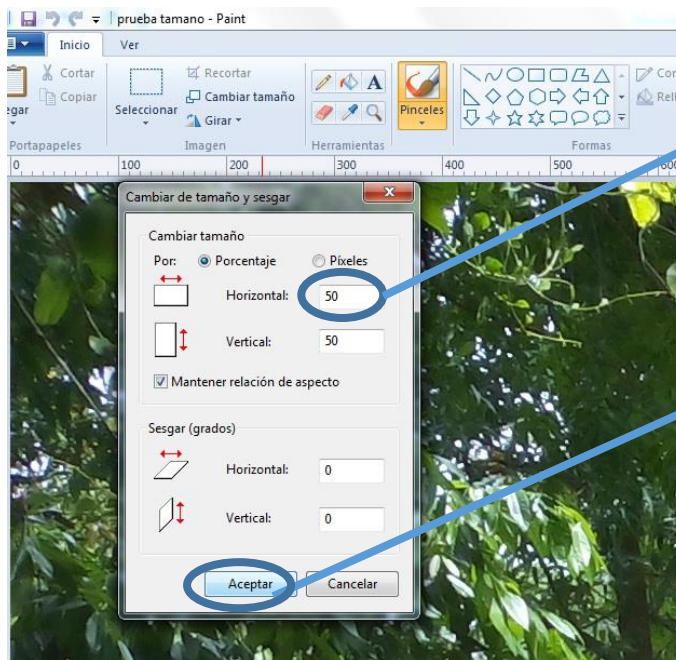 prueba tamano - Paint
Inicio Ver
Cortar
Copiar
Portapapeles
Seleccionar
Recortar
Cambiar tamaño
Girar
Imagen
A
Herramientas
Pinceles
Formas
0 100 200 300 400 500
Cambiar de tamaño y sesgar
Cambiar tamaño
Por: Porcentaje Píxeles
Horizontal: 50
Vertical: 50
Mantener relación de aspecto
Sesgar (grados)
Horizontal: 0
Vertical: 0
Aceptar Cancelar